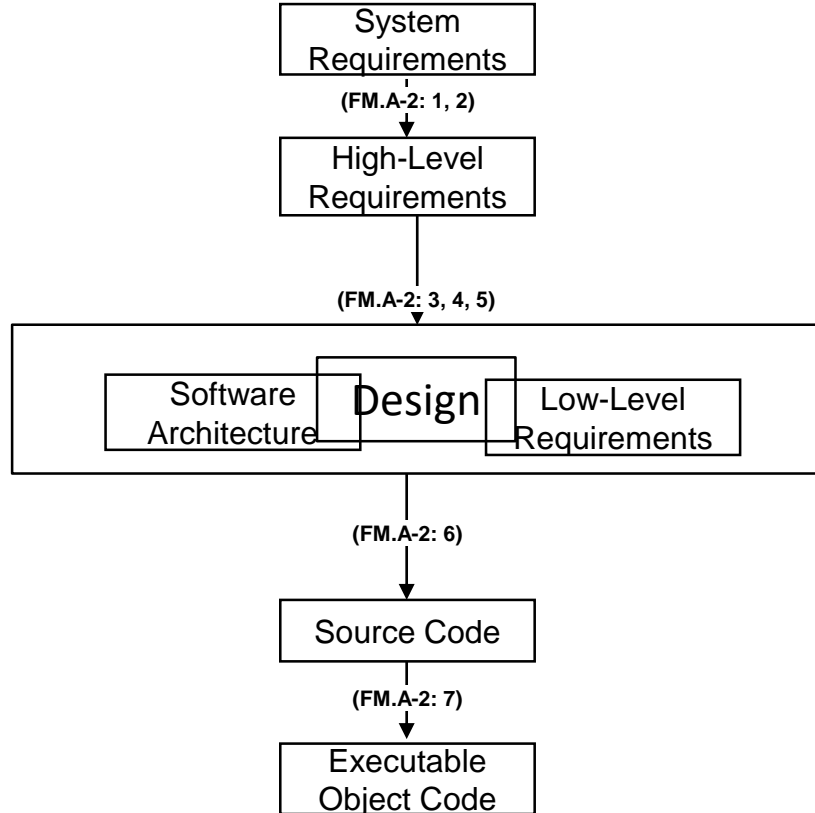 System
Requirements
(FM.A-2: 1, 2)
High-Level
Requirements
(FM.A-2: 3, 4, 5)
Software
Architecture
Design
Low-Level
Requirements
(FM.A-2: 6)
Source Code
(FM.A-2: 7)
Executable
Object Code